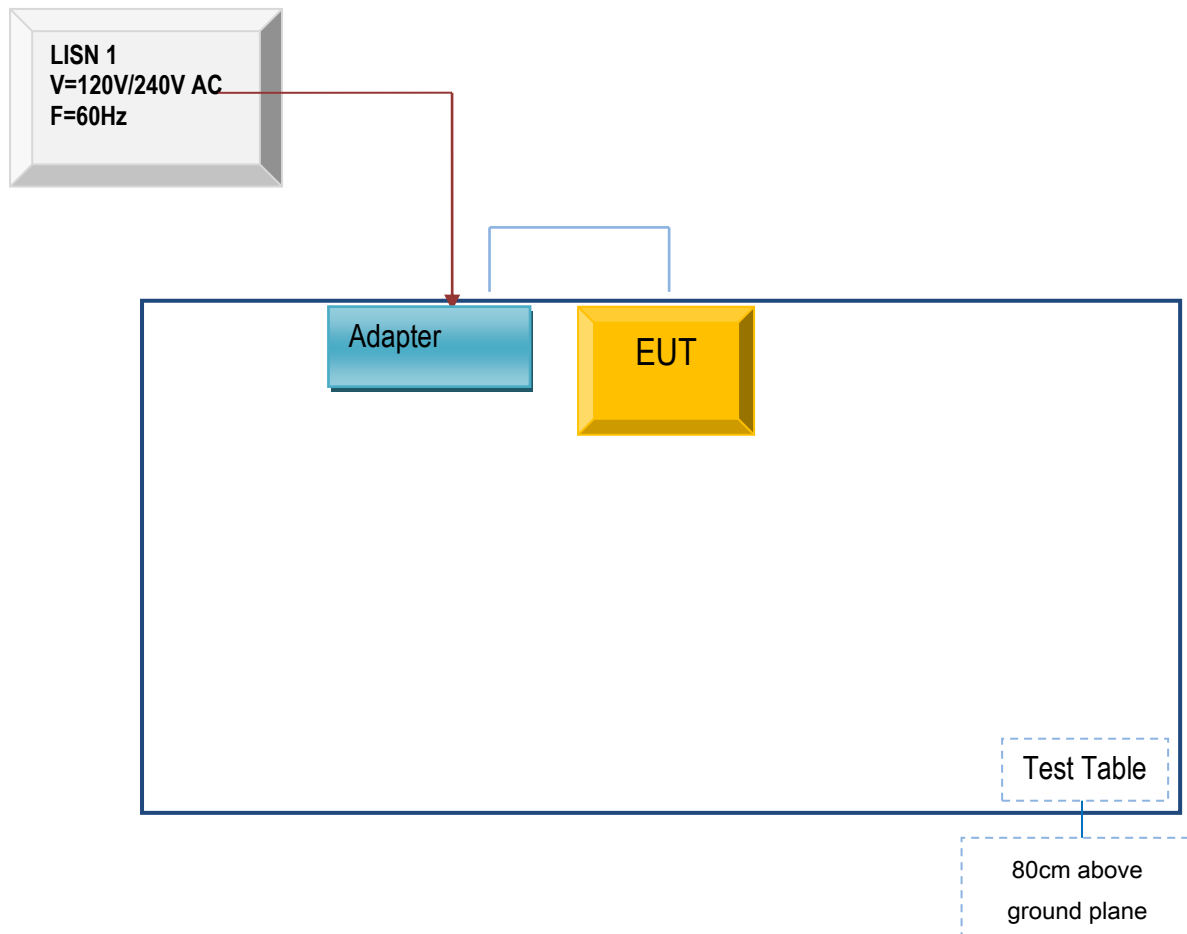 LISN 1
V=120V/240V AC
F=60Hz
Adapter
EUT
Test Table
80cm above
ground plane